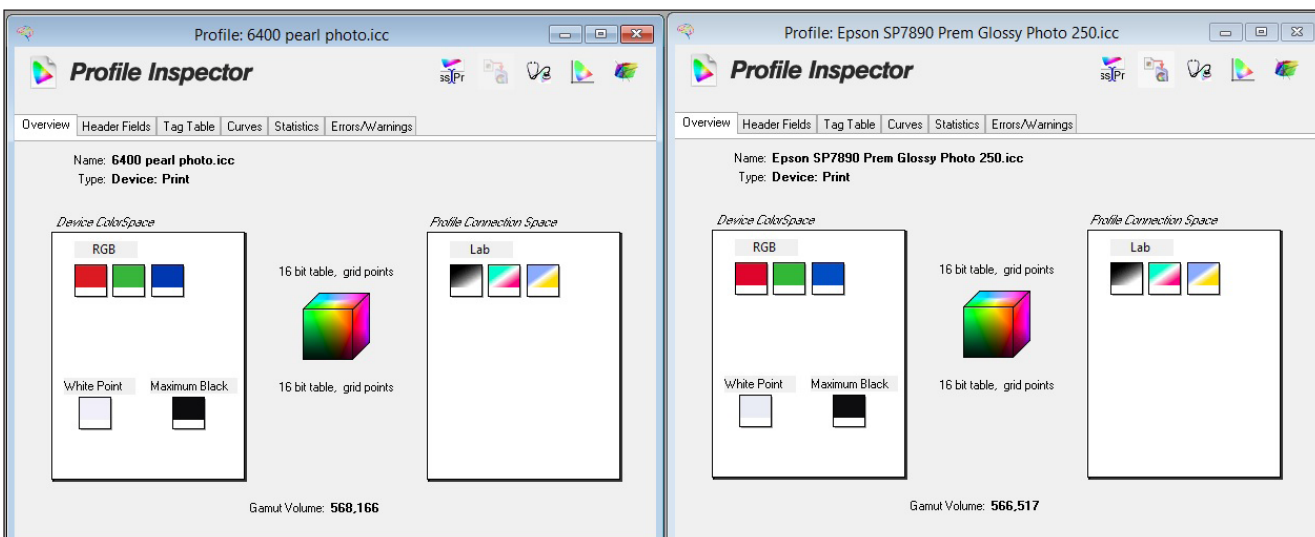 Profile: 6400 pearl photo.icc
Profile Inspector
Overview Header Fields Tag Table Curves Statistics Errors/Warnings
Name: 6400 pearl photo.icc
Type: Device: Print
Device ColorSpace
Profile Connection Space
RGB
Lab
16 bit table, grid points
White Point Maximum Black
16 bit table, grid points
Gamut Volume: 568,166
Profile: Epson SP7890 Prem Glossy Photo 250.icc
Profile Inspector
Overview Header Fields Tag Table Curves Statistics Errors/Warnings
Name: Epson SP7890 Prem Glossy Photo 250.icc
Type: Device: Print
Device ColorSpace
Profile Connection Space
RGB
Lab
16 bit table, grid points
White Point Maximum Black
16 bit table, grid points
Gamut Volume: 566,517